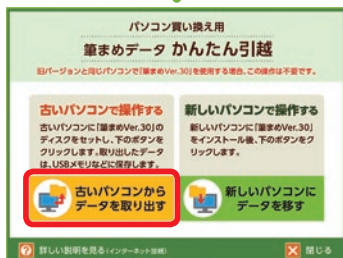 パソコン買い換え用
筆まめデータ かんたん引越
旧バージョンと同じパソコンで「筆まめVer.30」を使用する場合、この操作は不要です。
古いパソコンで操作する
古いパソコンに「筆まめVer.30」の
ディスクをセットし、下のボタンを
クリックします。取り出したデータ
は、USBメモリなどに保存します。
古いパソコンから
データを取り出す
新しいパソコンで操作する
新しいパソコンに「筆まめVer.30」
をインストール後、下のボタンをク
リックします。
新しいパソコンに
データを移す
詳しい説明を見る(インターネット接続)
閉じる